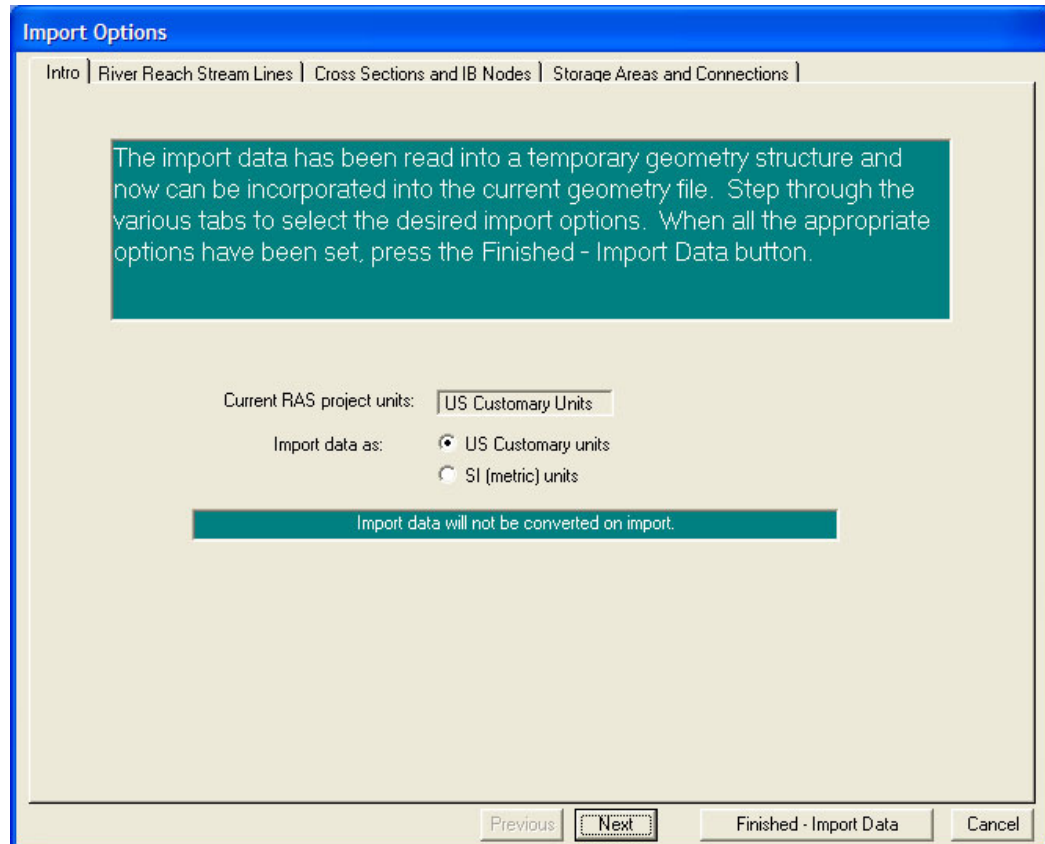 Import Options
Intro
River Reach Stream Lines
Cross Sections and IB Nodes
Storage Areas and Connections
The import data has been read into a temporary geometry structure and
now can be incorporated into the current geometry file.  Step through the
various tabs to select the desired import options.  When all the appropriate
options have been set, press the Finished - Import Data button.
Current RAS project units: US Customary Units
Import data as: US Customary units
SI (metric) units
Import data will not be converted on import.
Previous Next Finished - Import Data Cancel